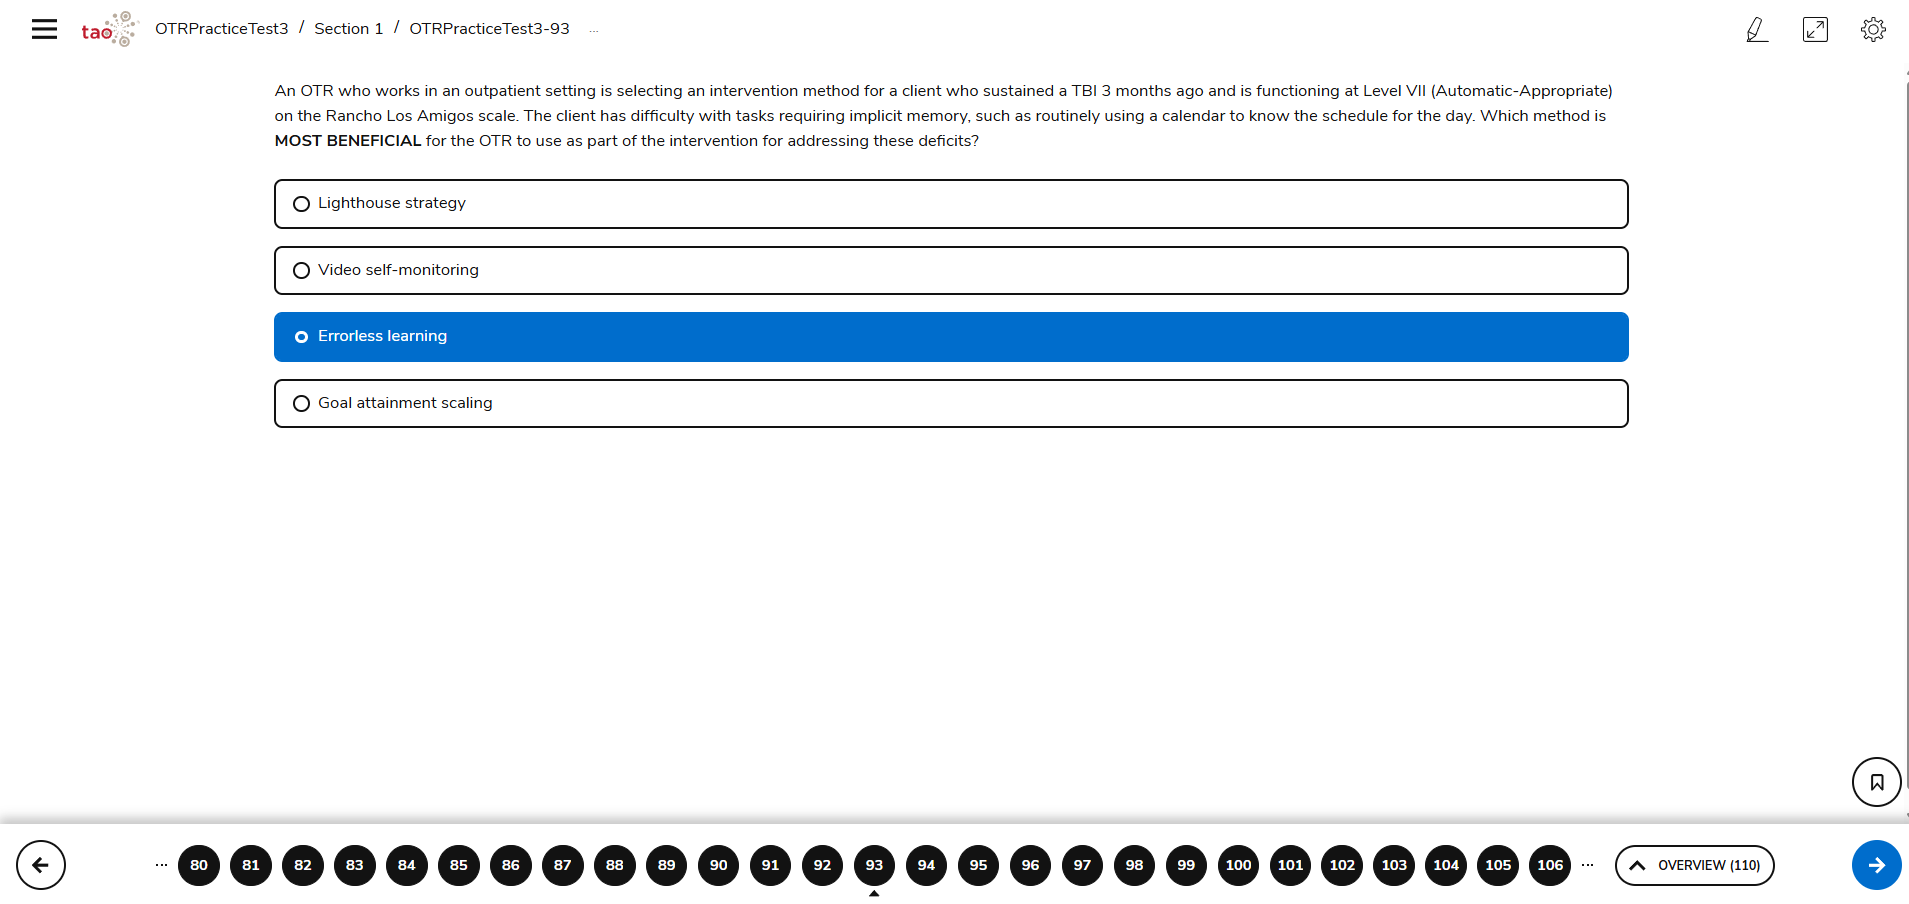 tao
OTRPracticeTest3 / Section 1 / OTRPracticeTest3-93 ...
An OTR who works in an outpatient setting is selecting an intervention method for a client who sustained a TBI 3 months ago and is functioning at Level VII (Automatic-Appropriate)
on the Rancho Los Amigos scale. The client has difficulty with tasks requiring implicit memory, such as routinely using a calendar to know the schedule for the day. Which method is
MOST BENEFICIAL for the OTR to use as part of the intervention for addressing these deficits?
Lighthouse strategy
Video self-monitoring
Errorless learning
Goal attainment scaling
... 80 81 82 83 84 85 86 87 88 89 90 91 92 93 94 95 96 97 98 99 100 101 102 103 104 105 106 ... OVERVIEW (110)